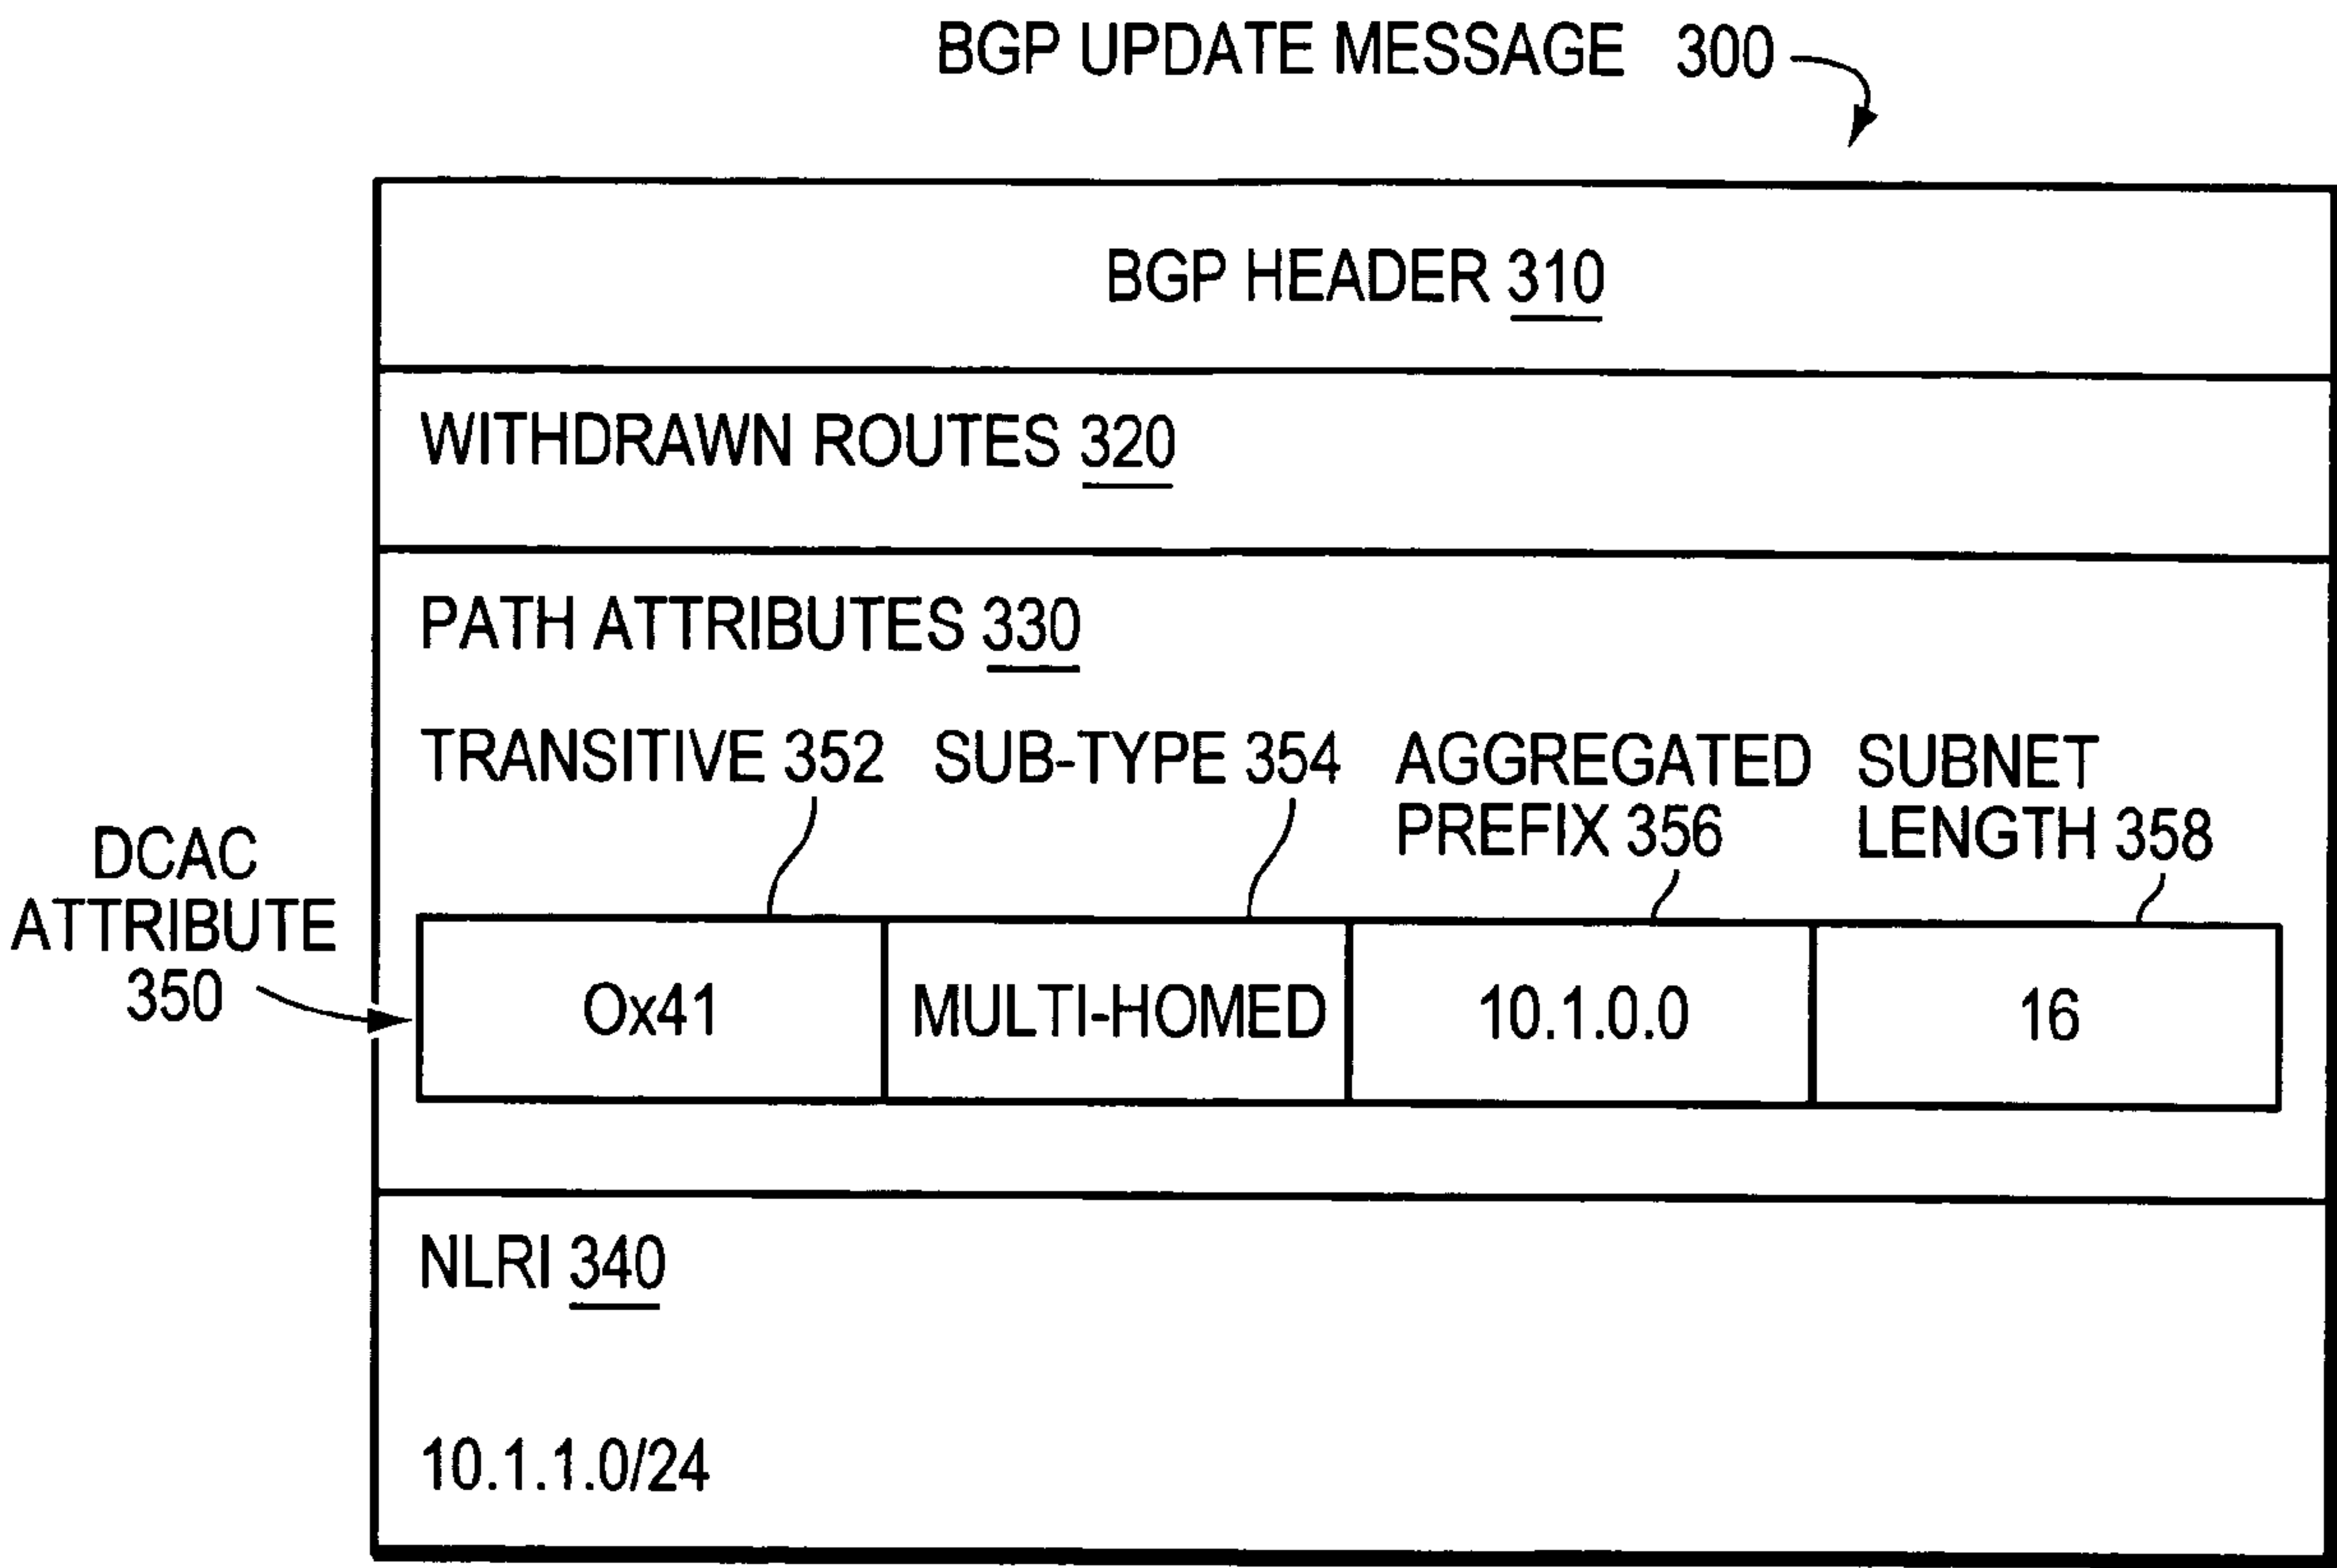 BGP UPDATE MESSAGE 300
BGP HEADER 310
WITHDRAWN ROUTES 320
PATH ATTRIBUTES 330
TRANSITIVE 352
SUB-TYPE 354
AGGREGATED
PREFIX 356
SUBNET
LENGTH 358
DCAC
ATTRIBUTE
350
Ox41
MULTI-HOMED
10.1.0.0
16
NLRI 340
10.1.1.0/24